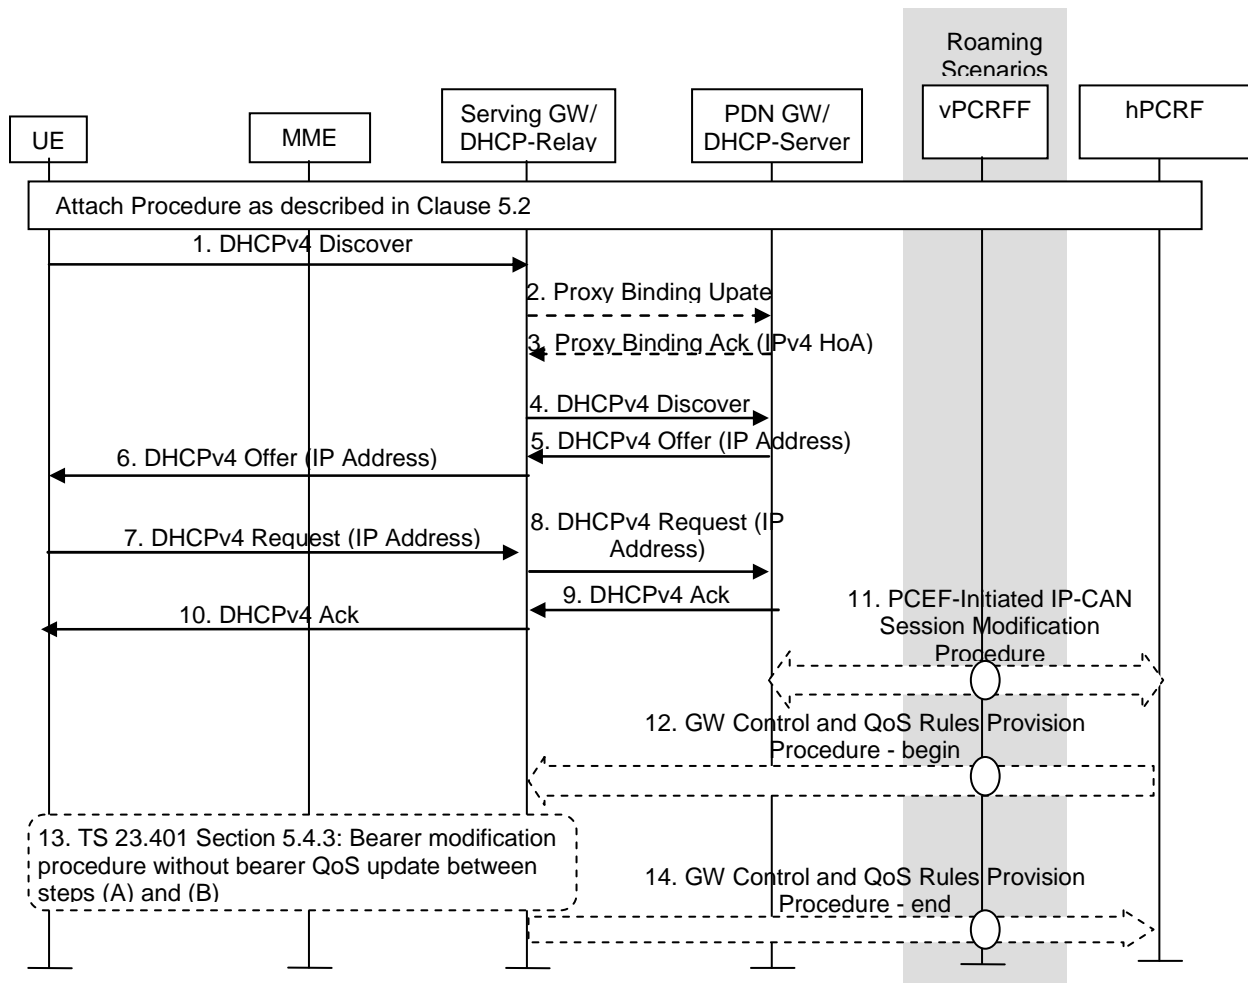 Roaming
Scenarios
UE
MME
Serving GW/
DHCP-Relay
PDN GW/
DHCP-Server
vPCRFF
hPCRF
Attach Procedure as described in Clause 5.2
1. DHCPv4 Discover
2. Proxy Binding Upate
3. Proxy Binding Ack (IPv4 HoA)
4. DHCPv4 Discover
5. DHCPv4 Offer (IP Address)
6. DHCPv4 Offer (IP Address)
7. DHCPv4 Request (IP Address)
8. DHCPv4 Request (IP
Address)
9. DHCPv4 Ack
10. DHCPv4 Ack
11. PCEF-Initiated IP-CAN
Session Modification
Procedure
12. GW Control and QoS Rules Provision
Procedure - begin
13. TS 23.401 Section 5.4.3: Bearer modification
procedure without bearer QoS update between
steps (A) and (B)
14. GW Control and QoS Rules Provision
Procedure - end